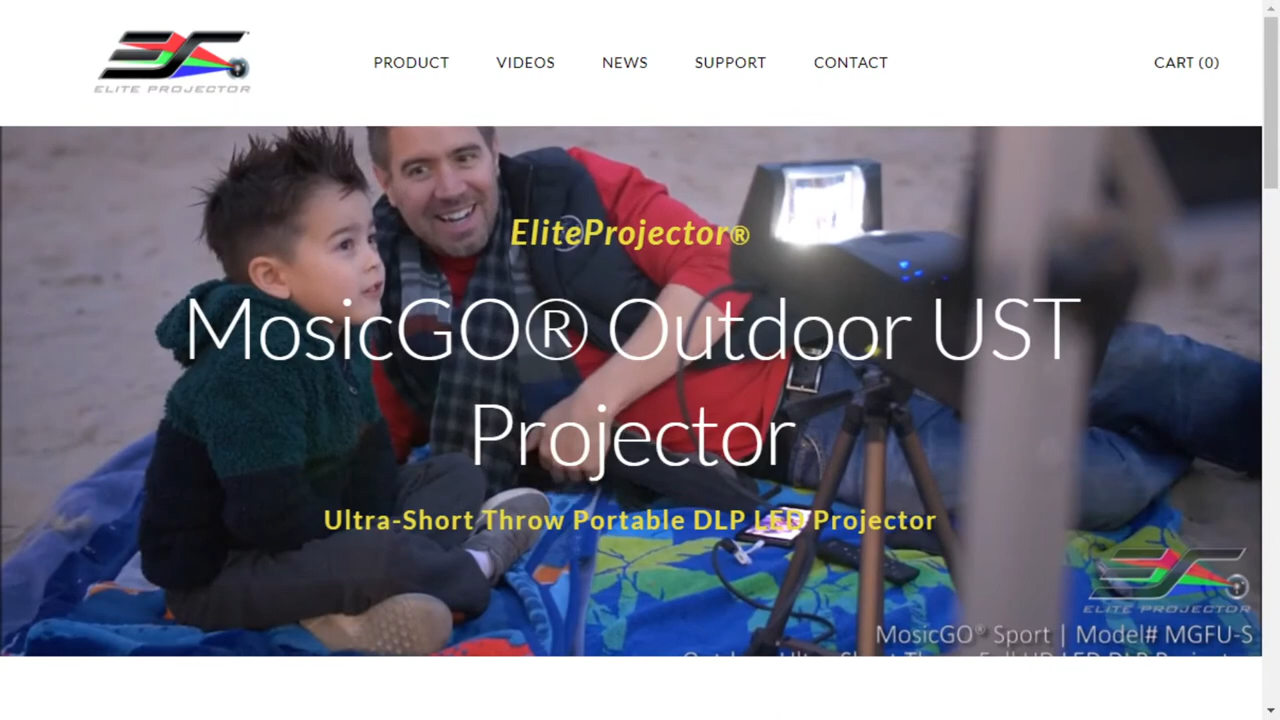 ELITE PROJECTOR
PRODUCT VIDEOS NEWS SUPPORT CONTACT CART (0)
EliteProjector®
MosicGO® Outdoor UST
Projector
Ultra-Short Throw Portable DLP LED Projector
ELITE PROJECTOR
MosicGO® Sport | Model# MGFU-S